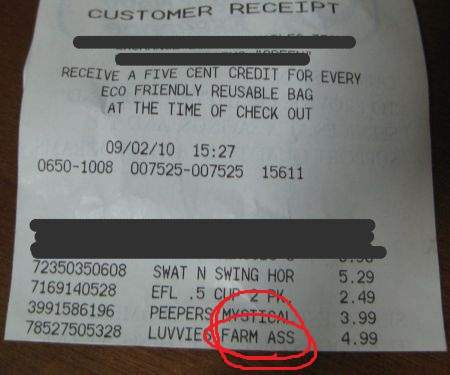 CUSTOMER RECEIPT
RECEIVE A FIVE CENT CREDIT FOR EVERY
ECO FRIENDLY REUSABLE BAG
AT THE TIME OF CHECK OUT
09/02/10 15:27
0650-1008 007525-007525 15611
72350350608 SWAT N SWING HOR 5.29
7169140528 EFL .5 CUP 2 PK. 2.49
3991586196 PEEPERS MYSTICAL 3.99
78527505328 LUVVIES FARM ASS 4.99